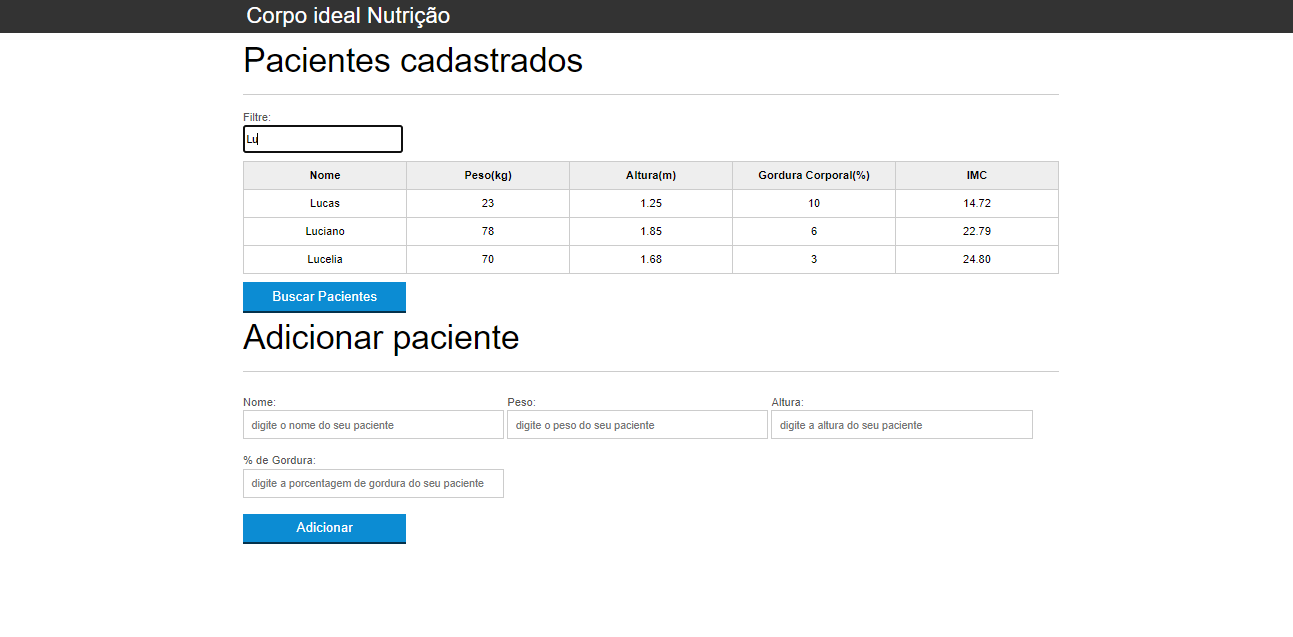 Corpo ideal Nutrição
Pacientes cadastrados
Filtre:
Lu
Nome Peso(kg) Altura(m) Gordura Corporal(%) IMC
Lucas 23 1.25 10 14.72
Luciano 78 1.85 6 22.79
Lucelia 70 1.68 3 24.80
Buscar Pacientes
Adicionar paciente
Nome: Peso: Altura:
digite o nome do seu paciente digite o peso do seu paciente digite a altura do seu paciente
% de Gordura:
digite a porcentagem de gordura do seu paciente
Adicionar